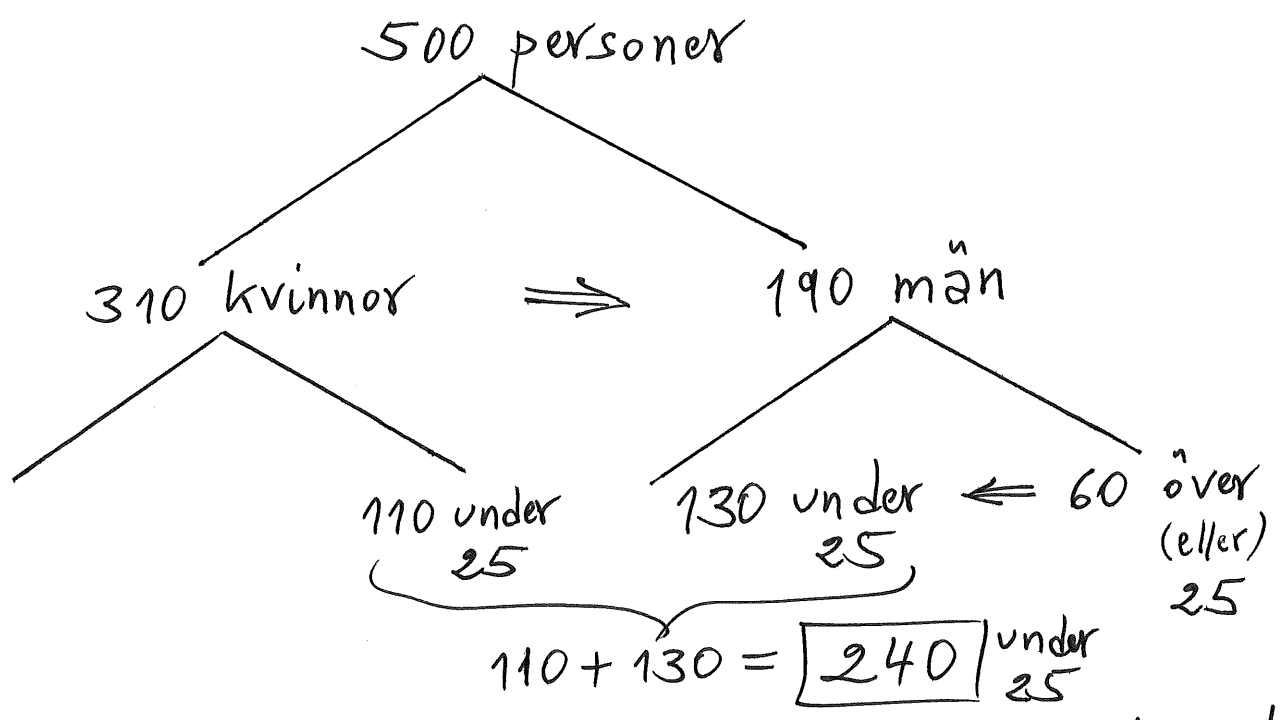 500 personer
310 kvinnor ⇒ 190 män
110 under 25
130 under 25 ⇐ 60 över (eller) 25
110 + 130 = 240 under 25